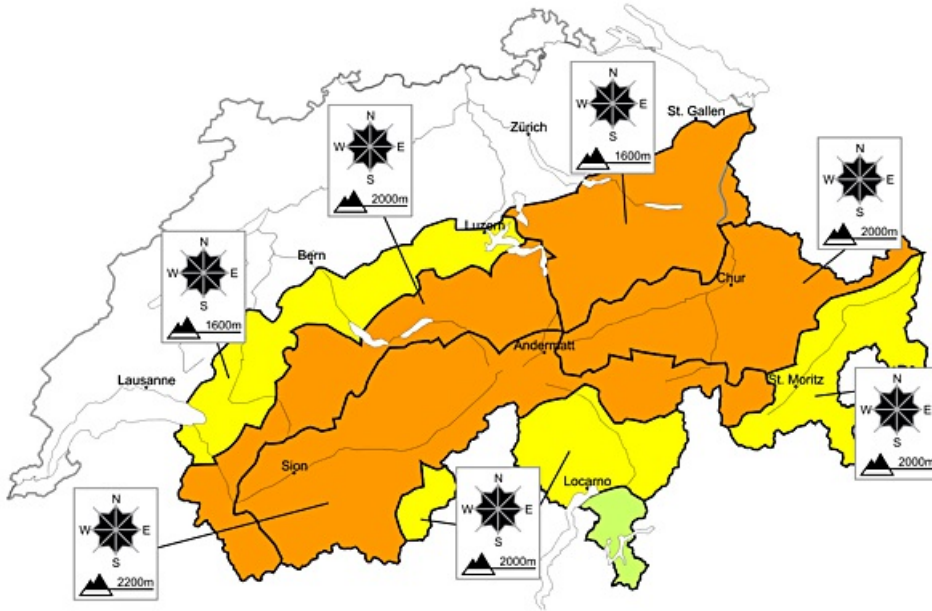 N
W E
S
1600m
St. Gallen
N
W E
S
2000m
Zürich
N
W E
S
2000m
Luzern
N
W E
S
1600m
Bern
Chur
Andermatt
Lausanne
St. Moritz
N
W E
S
2000m
Sion
Locarno
N
W E
S
2000m
N
W E
S
2200m